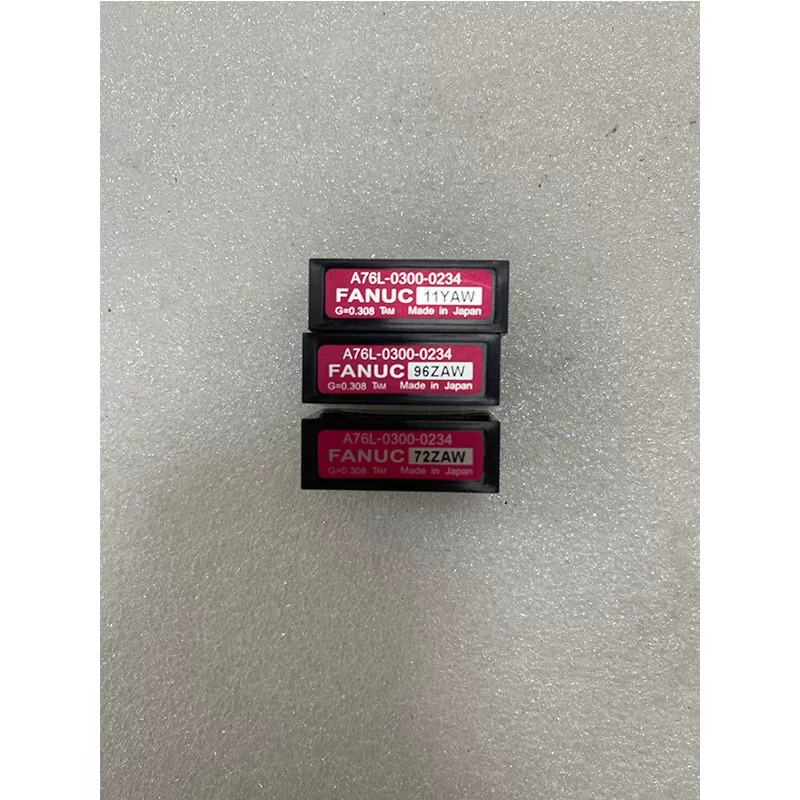 A76L-0300-0234
FANUC 11YAW
G=0.308 TAM Made in Japan
A76L-0300-0234
FANUC 96ZAW
G=0.308 TAM Made in Japan
A76L-0300-0234
FANUC 72ZAW
G=0.308 TAM Made in Japan